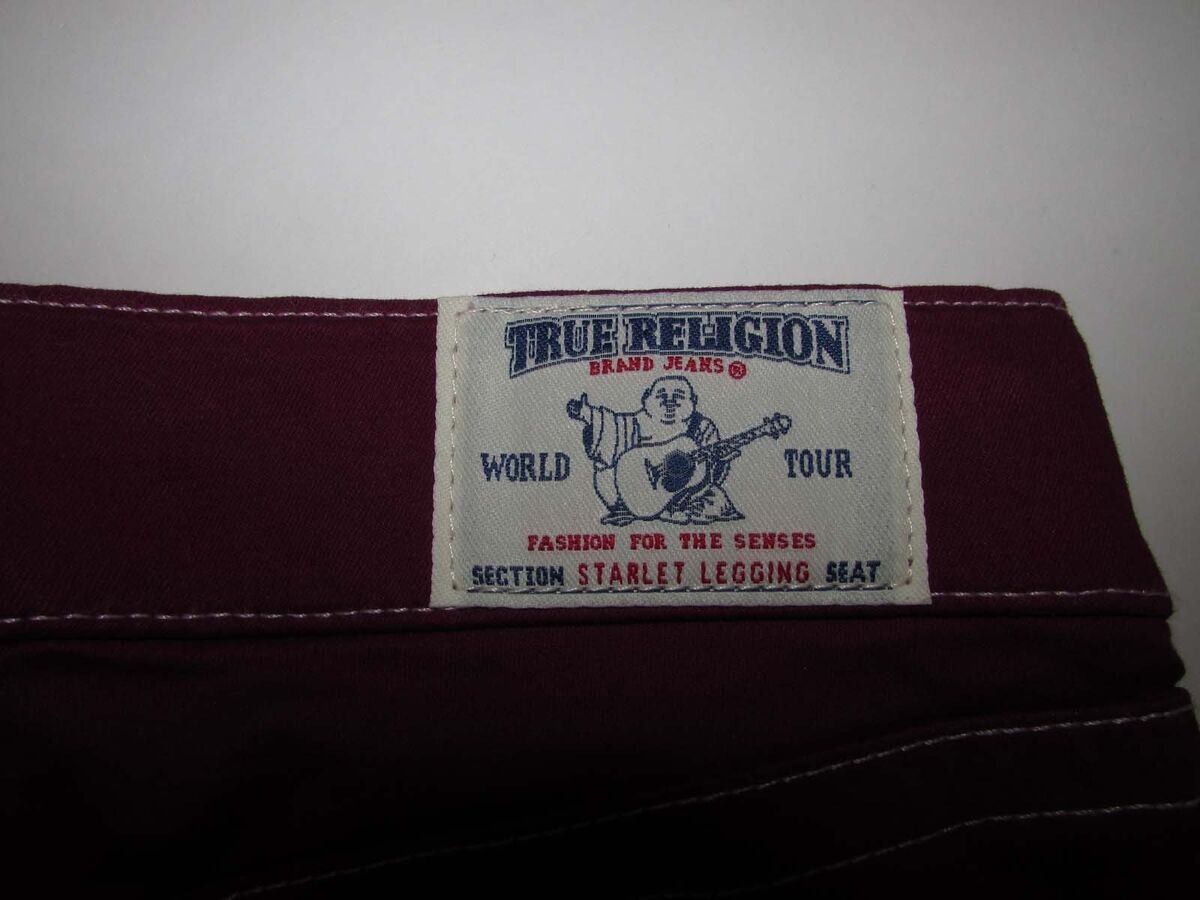 TRUE RELIGION
BRAND JEANS®
WORLD TOUR
FASHION FOR THE SENSES
SECTION STARLET LEGGING SEAT